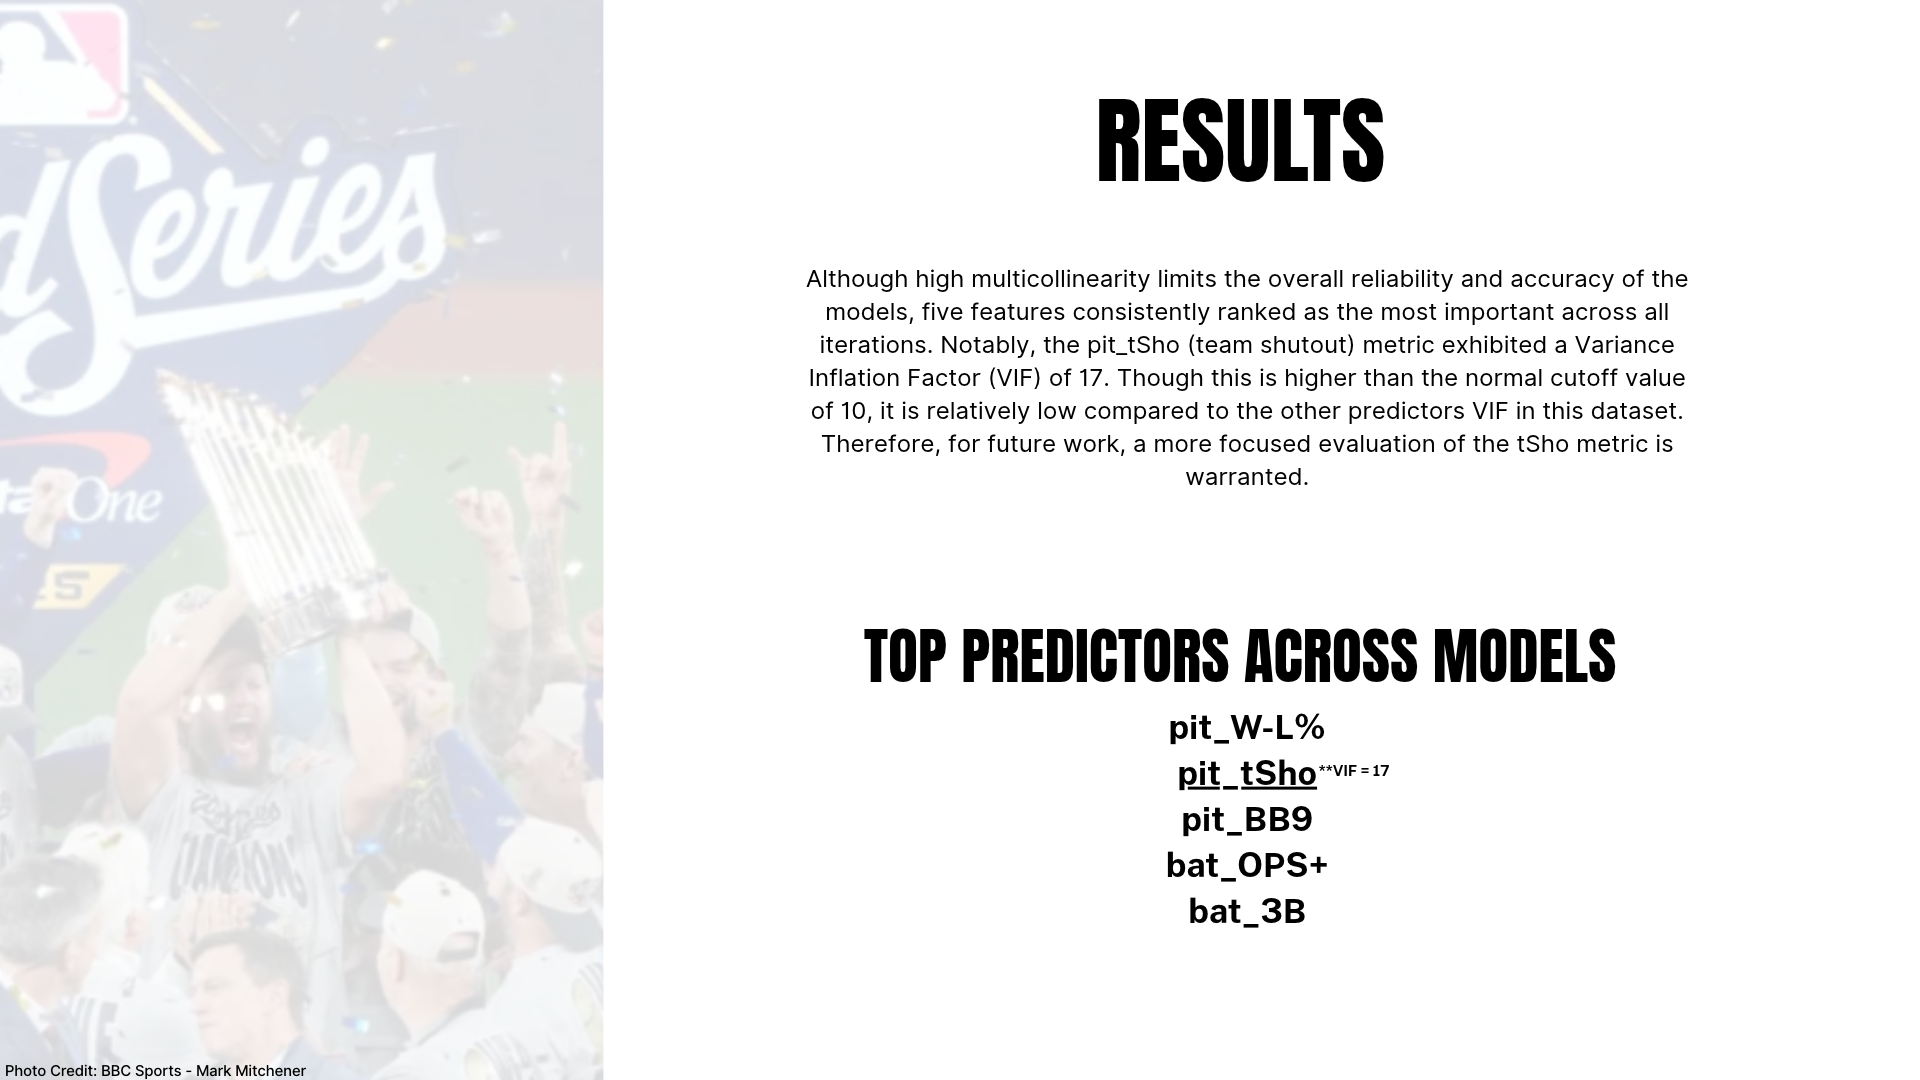 dSeries
One
5
RESULTS
Although high multicollinearity limits the overall reliability and accuracy of the
models, five features consistently ranked as the most important across all
iterations. Notably, the pit_tSho (team shutout) metric exhibited a Variance
Inflation Factor (VIF) of 17. Though this is higher than the normal cutoff value
of 10, it is relatively low compared to the other predictors VIF in this dataset.
Therefore, for future work, a more focused evaluation of the tSho metric is
warranted.
TOP PREDICTORS ACROSS MODELS
pit_W-L%
pit_tSho**VIF = 17
pit_BB9
bat_OPS+
bat_3B
Photo Credit: BBC Sports - Mark Mitchener